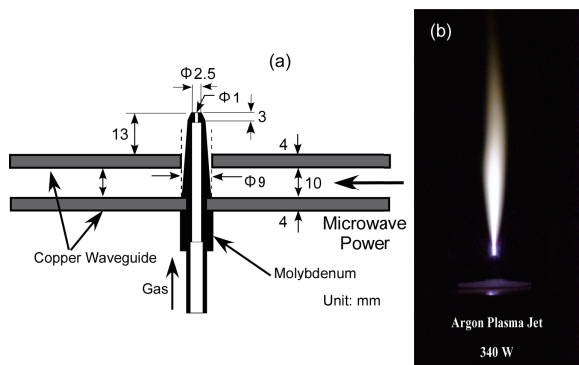 (a)
Φ2.5
Φ1
3
13
4
Φ9
10
4
Microwave
Power
Copper Waveguide
Gas
Molybdenum
Unit: mm
(b)
Argon Plasma Jet
340 W